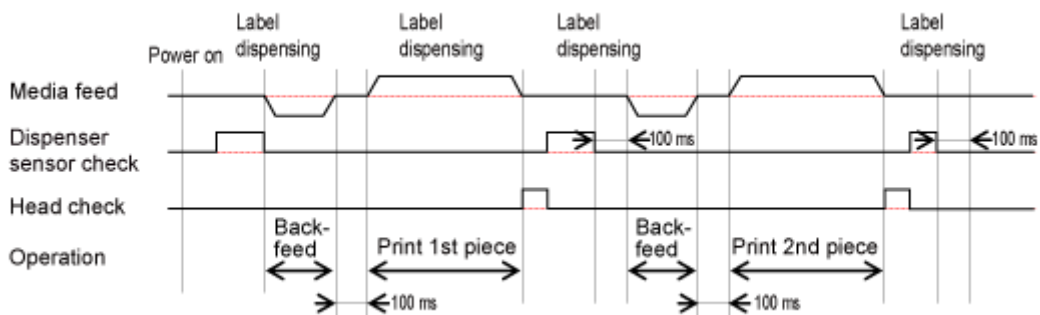 Label
dispensing
Label
dispensing
Label
dispensing
Label
dispensing
Power on
Media feed
Dispenser
sensor check
100 ms
100 ms
Head check
Operation
Back-
feed
Print 1st piece
Back-
feed
Print 2nd piece
100 ms
100 ms